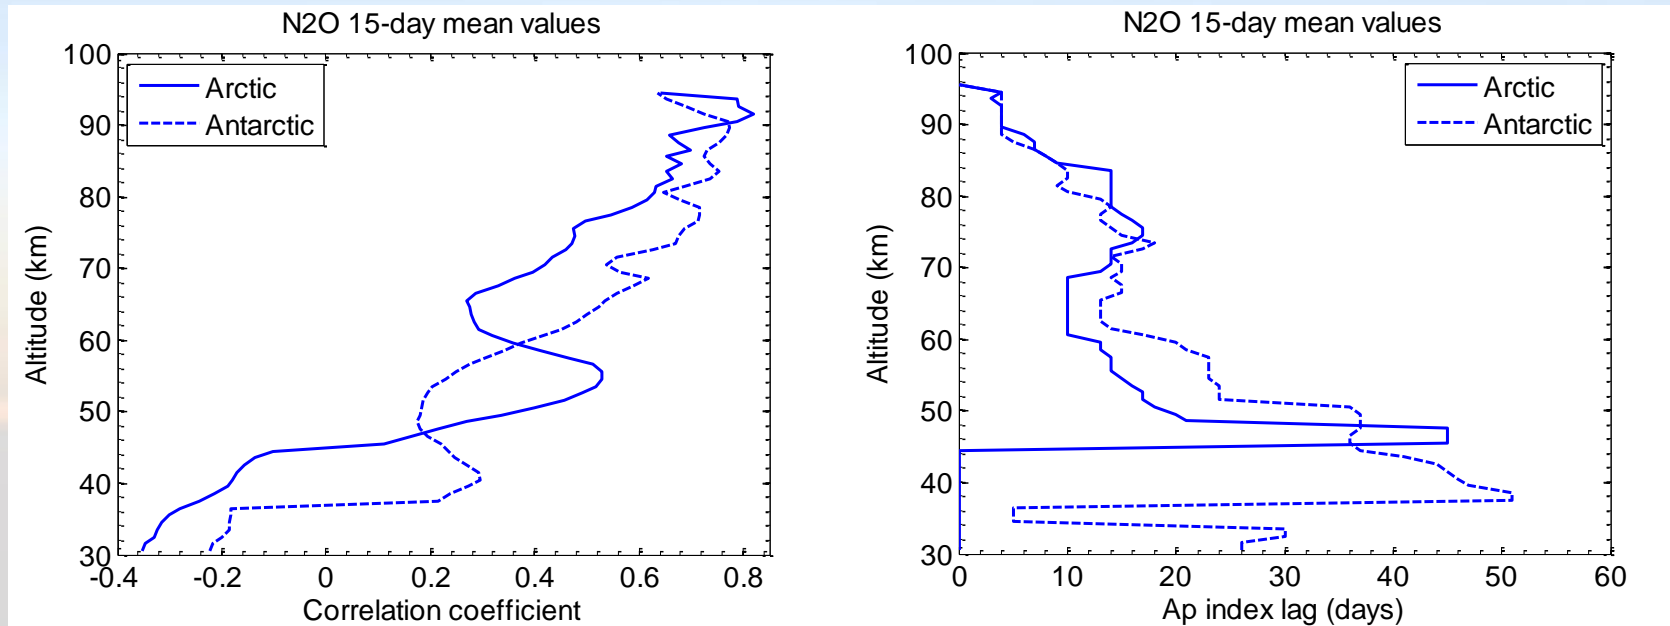 N2O 15-day mean values
Arctic
Antarctic
100
90
80
70
60
50
40
30
Altitude (km)
-0.4 -0.2 0 0.2 0.4 0.6 0.8
Correlation coefficient
N2O 15-day mean values
Arctic
Antarctic
100
90
80
70
60
50
40
30
Altitude (km)
0 10 20 30 40 50 60
Ap index lag (days)